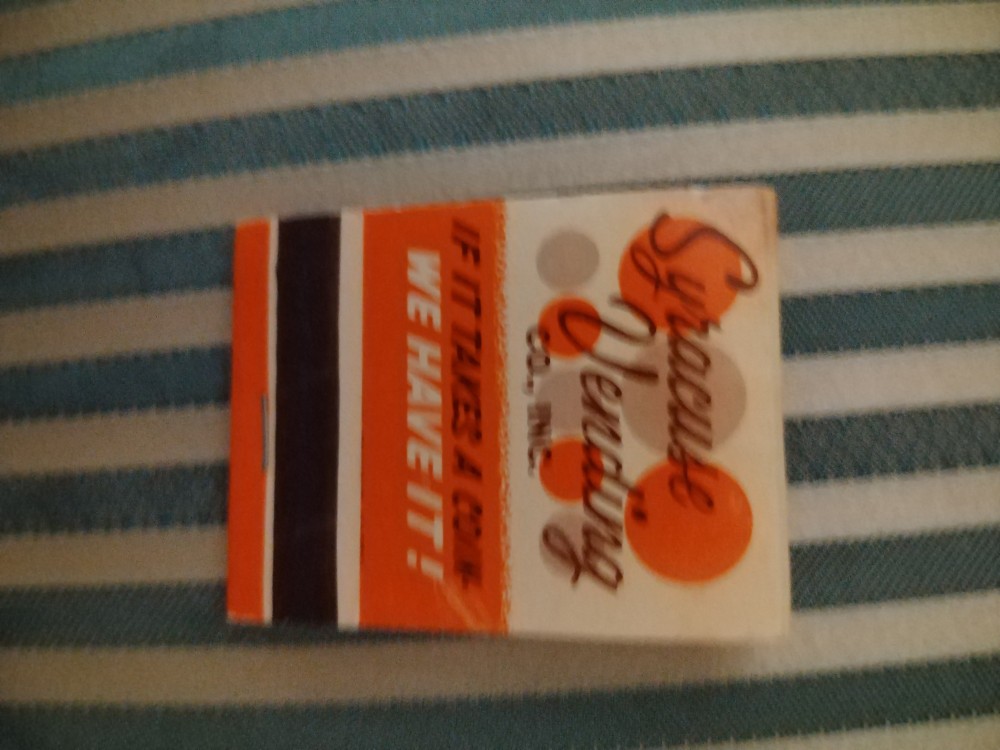 Syracuse
Vending
CO., INC.
IF IT TAKES A COIN-
WE HAVE IT!